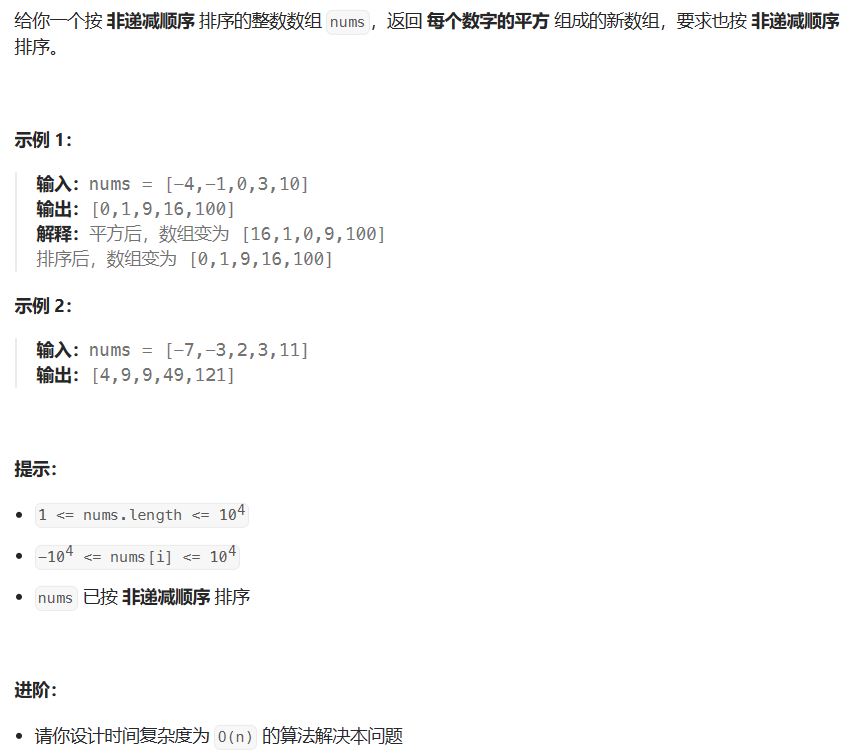 给你一个按 非递减顺序 排序的整数数组 nums，返回 每个数字的平方 组成的新数组，要求也按 非递减顺序
排序。
示例 1：
输入：nums = [-4,-1,0,3,10]
输出：[0,1,9,16,100]
解释：平方后，数组变为 [16,1,0,9,100]
排序后，数组变为 [0,1,9,16,100]
示例 2：
输入：nums = [-7,-3,2,3,11]
输出：[4,9,9,49,121]
提示：
• 1 <= nums.length <= 10⁴
• -10⁴ <= nums[i] <= 10⁴
• nums 已按 非递减顺序 排序
进阶：
• 请你设计时间复杂度为 O(n) 的算法解决本问题